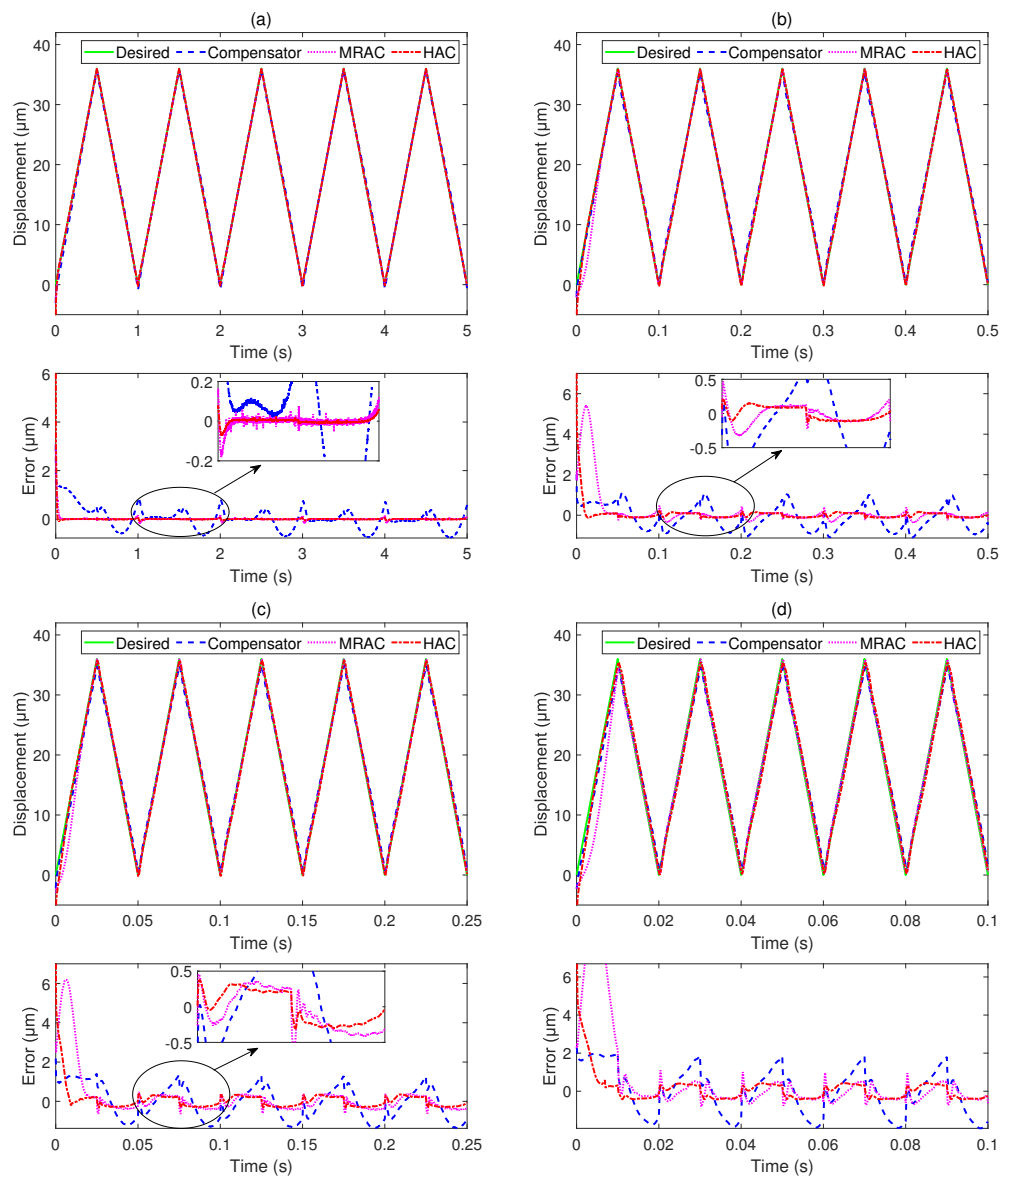 (a)
Desired Compensator MRAC HAC
Displacement (μm)
40
30
20
10
0
0 1 2 3 4 5
Time (s)
Error (μm)
6
4
2
0
0.2
0
-0.2
0 1 2 3 4 5
Time (s)
(b)
Desired Compensator MRAC HAC
Displacement (μm)
40
30
20
10
0
0 0.1 0.2 0.3 0.4 0.5
Time (s)
Error (μm)
6
4
2
0
0.5
0
-0.5
0 0.1 0.2 0.3 0.4 0.5
Time (s)
(c)
Desired Compensator MRAC HAC
Displacement (μm)
40
30
20
10
0
0 0.05 0.1 0.15 0.2 0.25
Time (s)
Error (μm)
6
4
2
0
0.5
0
-0.5
0 0.05 0.1 0.15 0.2 0.25
Time (s)
(d)
Desired Compensator MRAC HAC
Displacement (μm)
40
30
20
10
0
0 0.02 0.04 0.06 0.08 0.1
Time (s)
Error (μm)
6
4
2
0
0 0.02 0.04 0.06 0.08 0.1
Time (s)